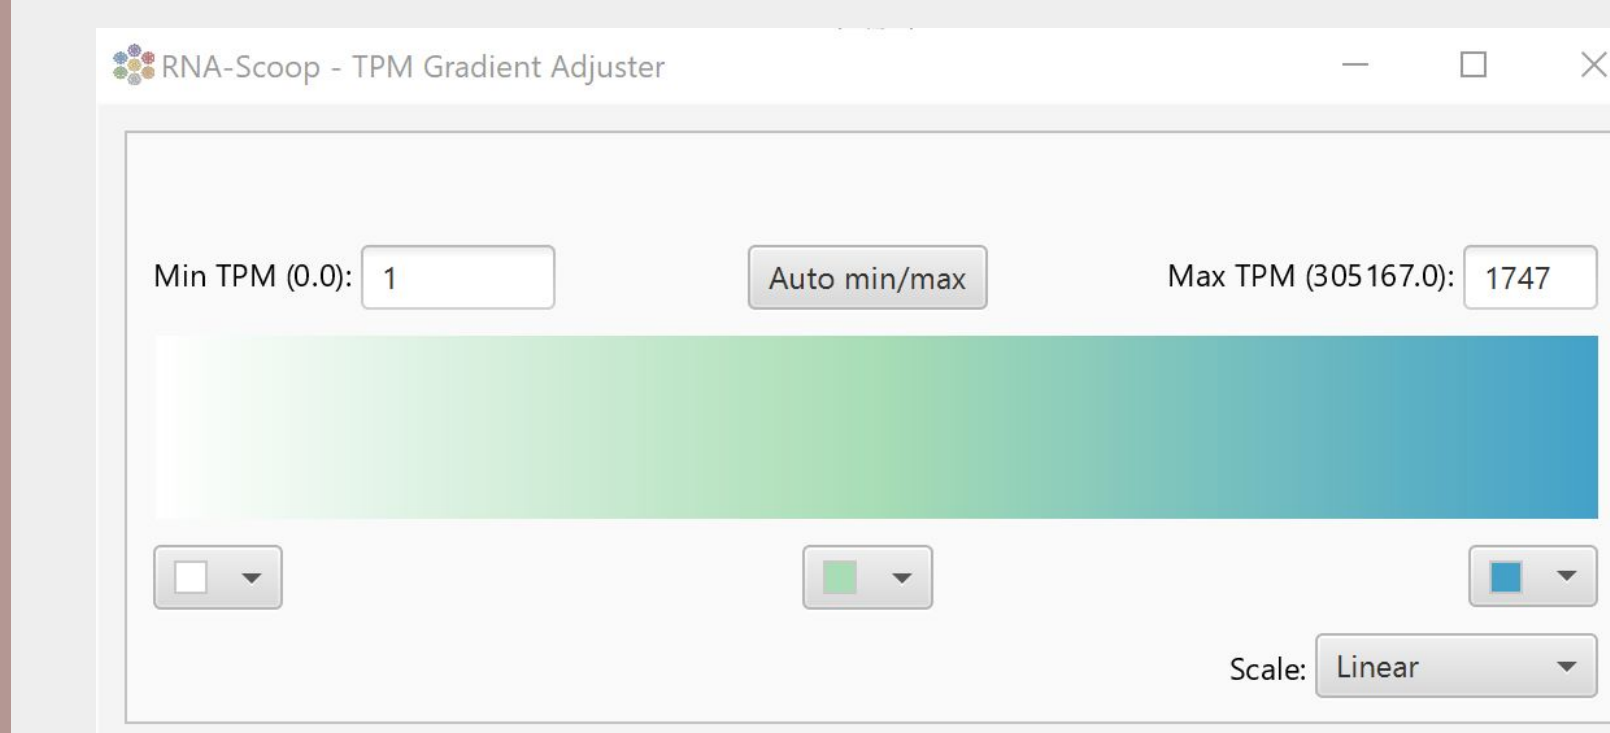 RNA-Scoop - TPM Gradient Adjuster
Min TPM (0.0): 1 Auto min/max Max TPM (305167.0): 1747
Scale: Linear